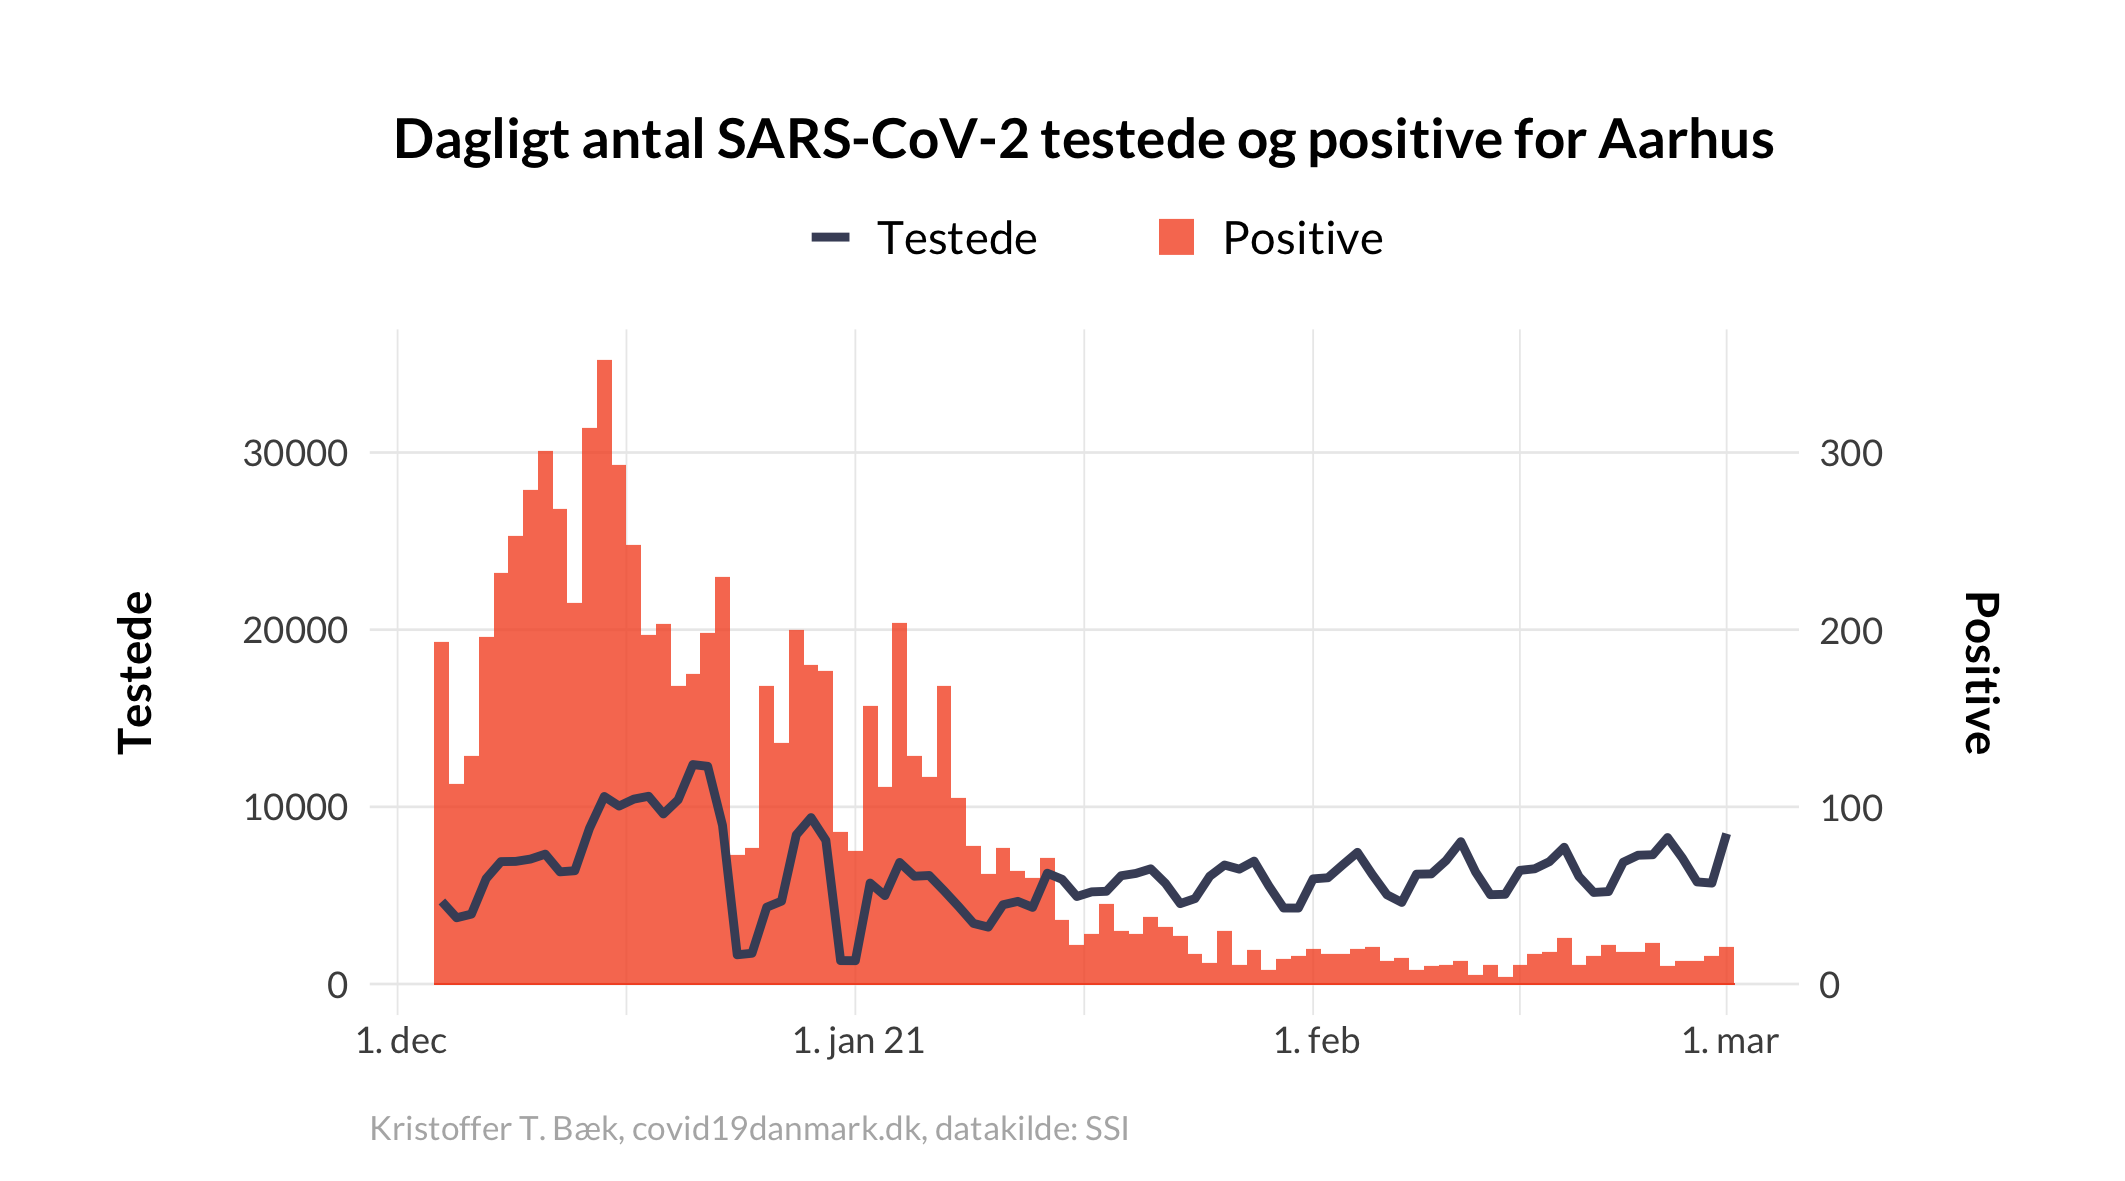 Dagligt antal SARS-CoV-2 testede og positive for Aarhus
Testede Positive
30000 300
20000 200
10000 100
0 0
Testede
Positive
1. dec 1. jan 21 1. feb 1. mar
Kristoffer T. Bæk, covid19danmark.dk, datakilde: SSI